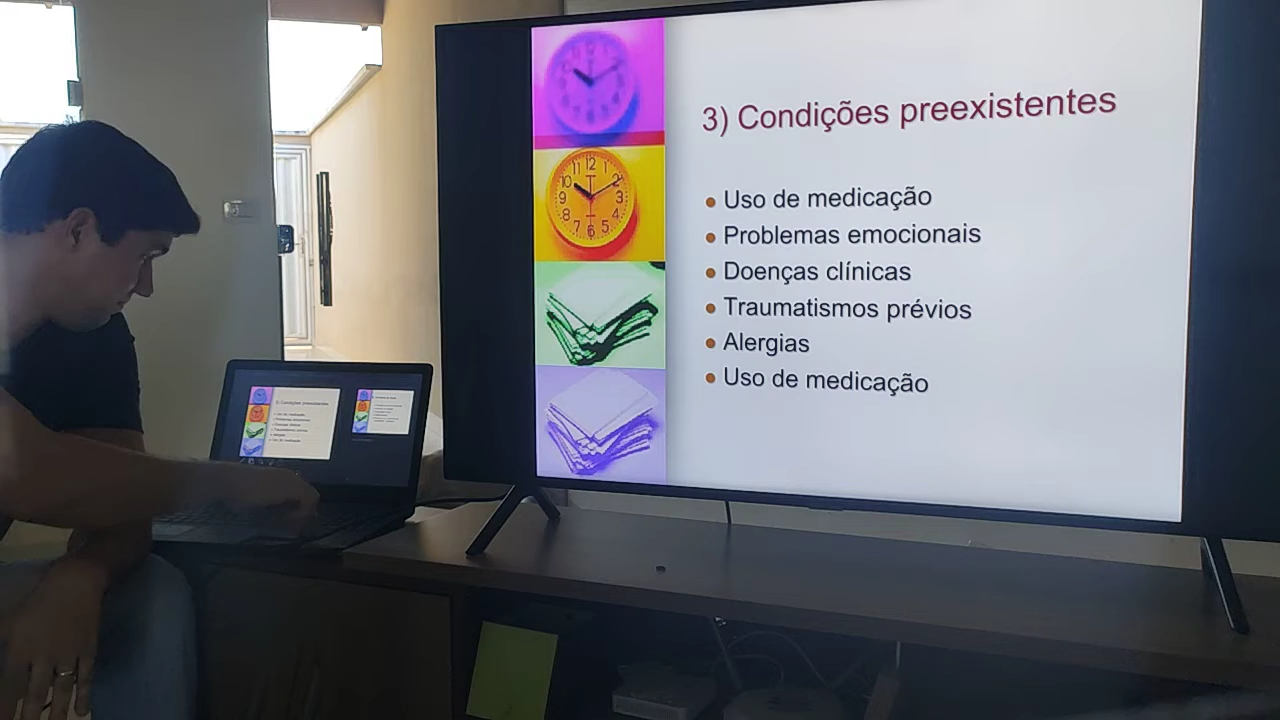 3) Condições preexistentes
Uso de medicação
Problemas emocionais
Doenças clínicas
Traumatismos prévios
Alergias
Uso de medicação